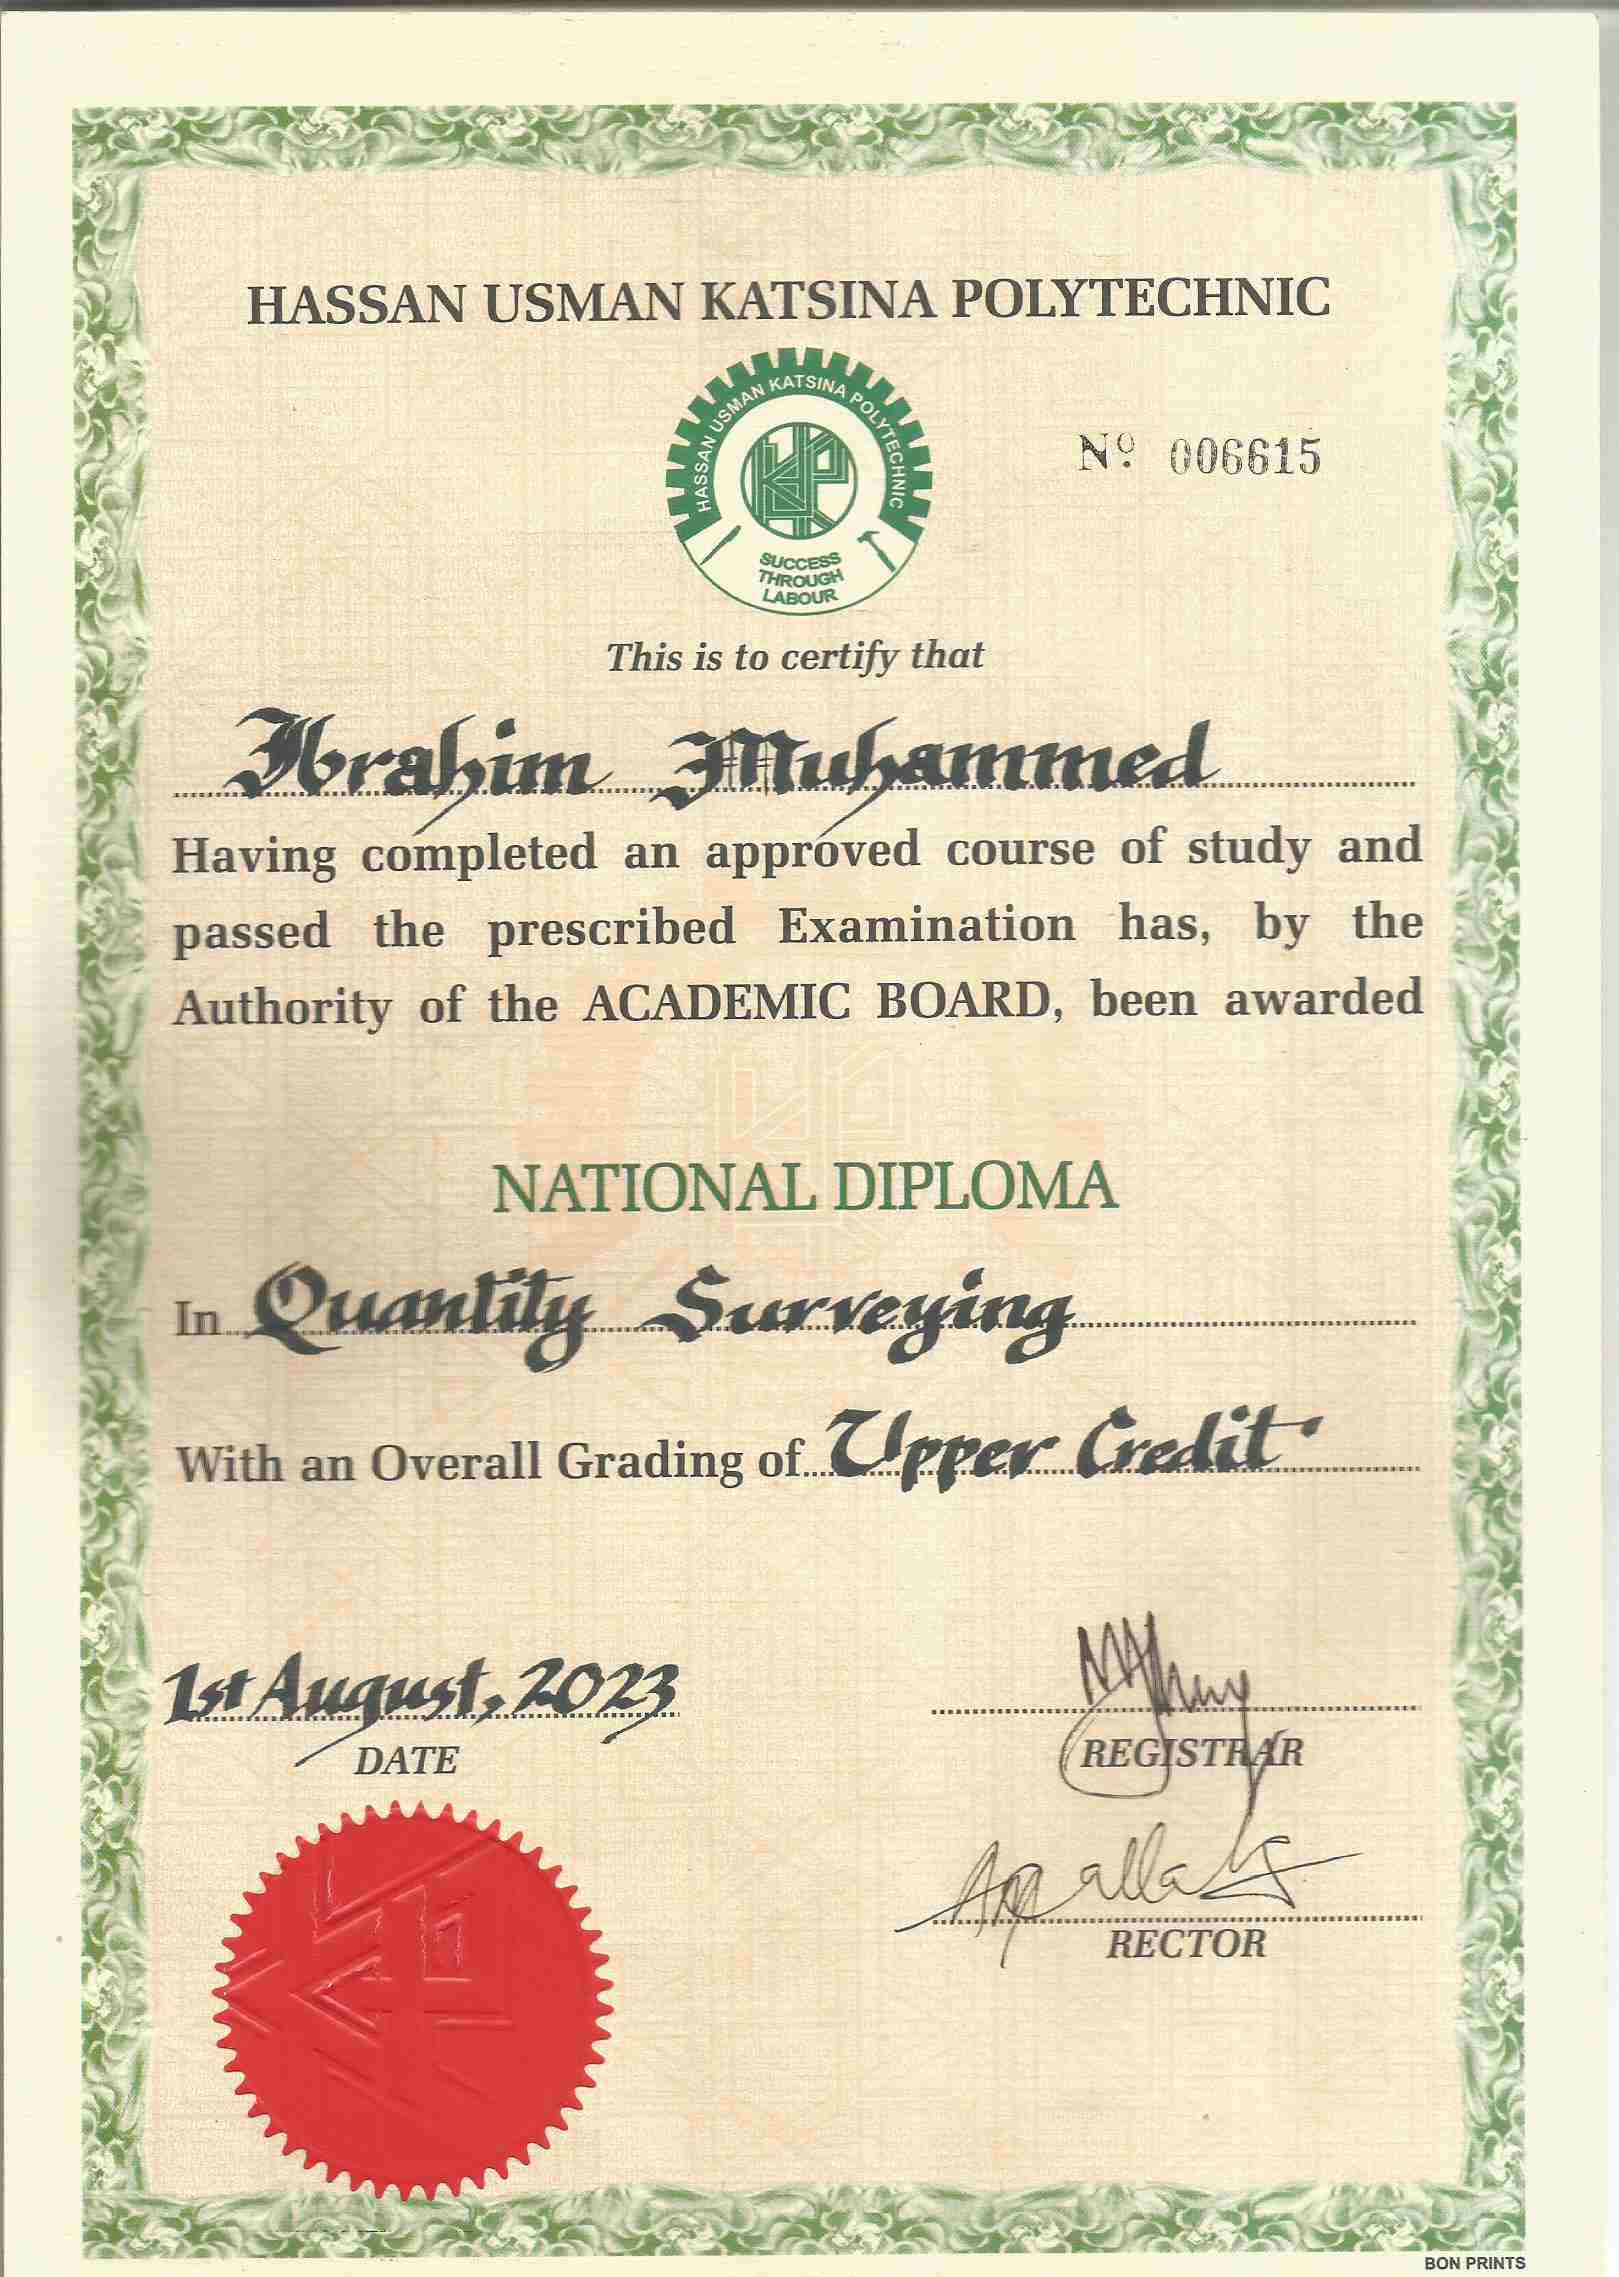 HASSAN USMAN KATSINA POLYTECHNIC
HASSAN USMAN KATSINA POLYTECHNIC
SUCCESS
THROUGH
LABOUR
Nº. 006615
This is to certify that
Ibrahim Muhammed
Having completed an approved course of study and
passed the prescribed Examination has, by the
Authority of the ACADEMIC BOARD, been awarded
NATIONAL DIPLOMA
In Quantity Surveying
With an Overall Grading of Upper Credit
1st August, 2023
DATE
REGISTRAR
RECTOR
BON PRINTS